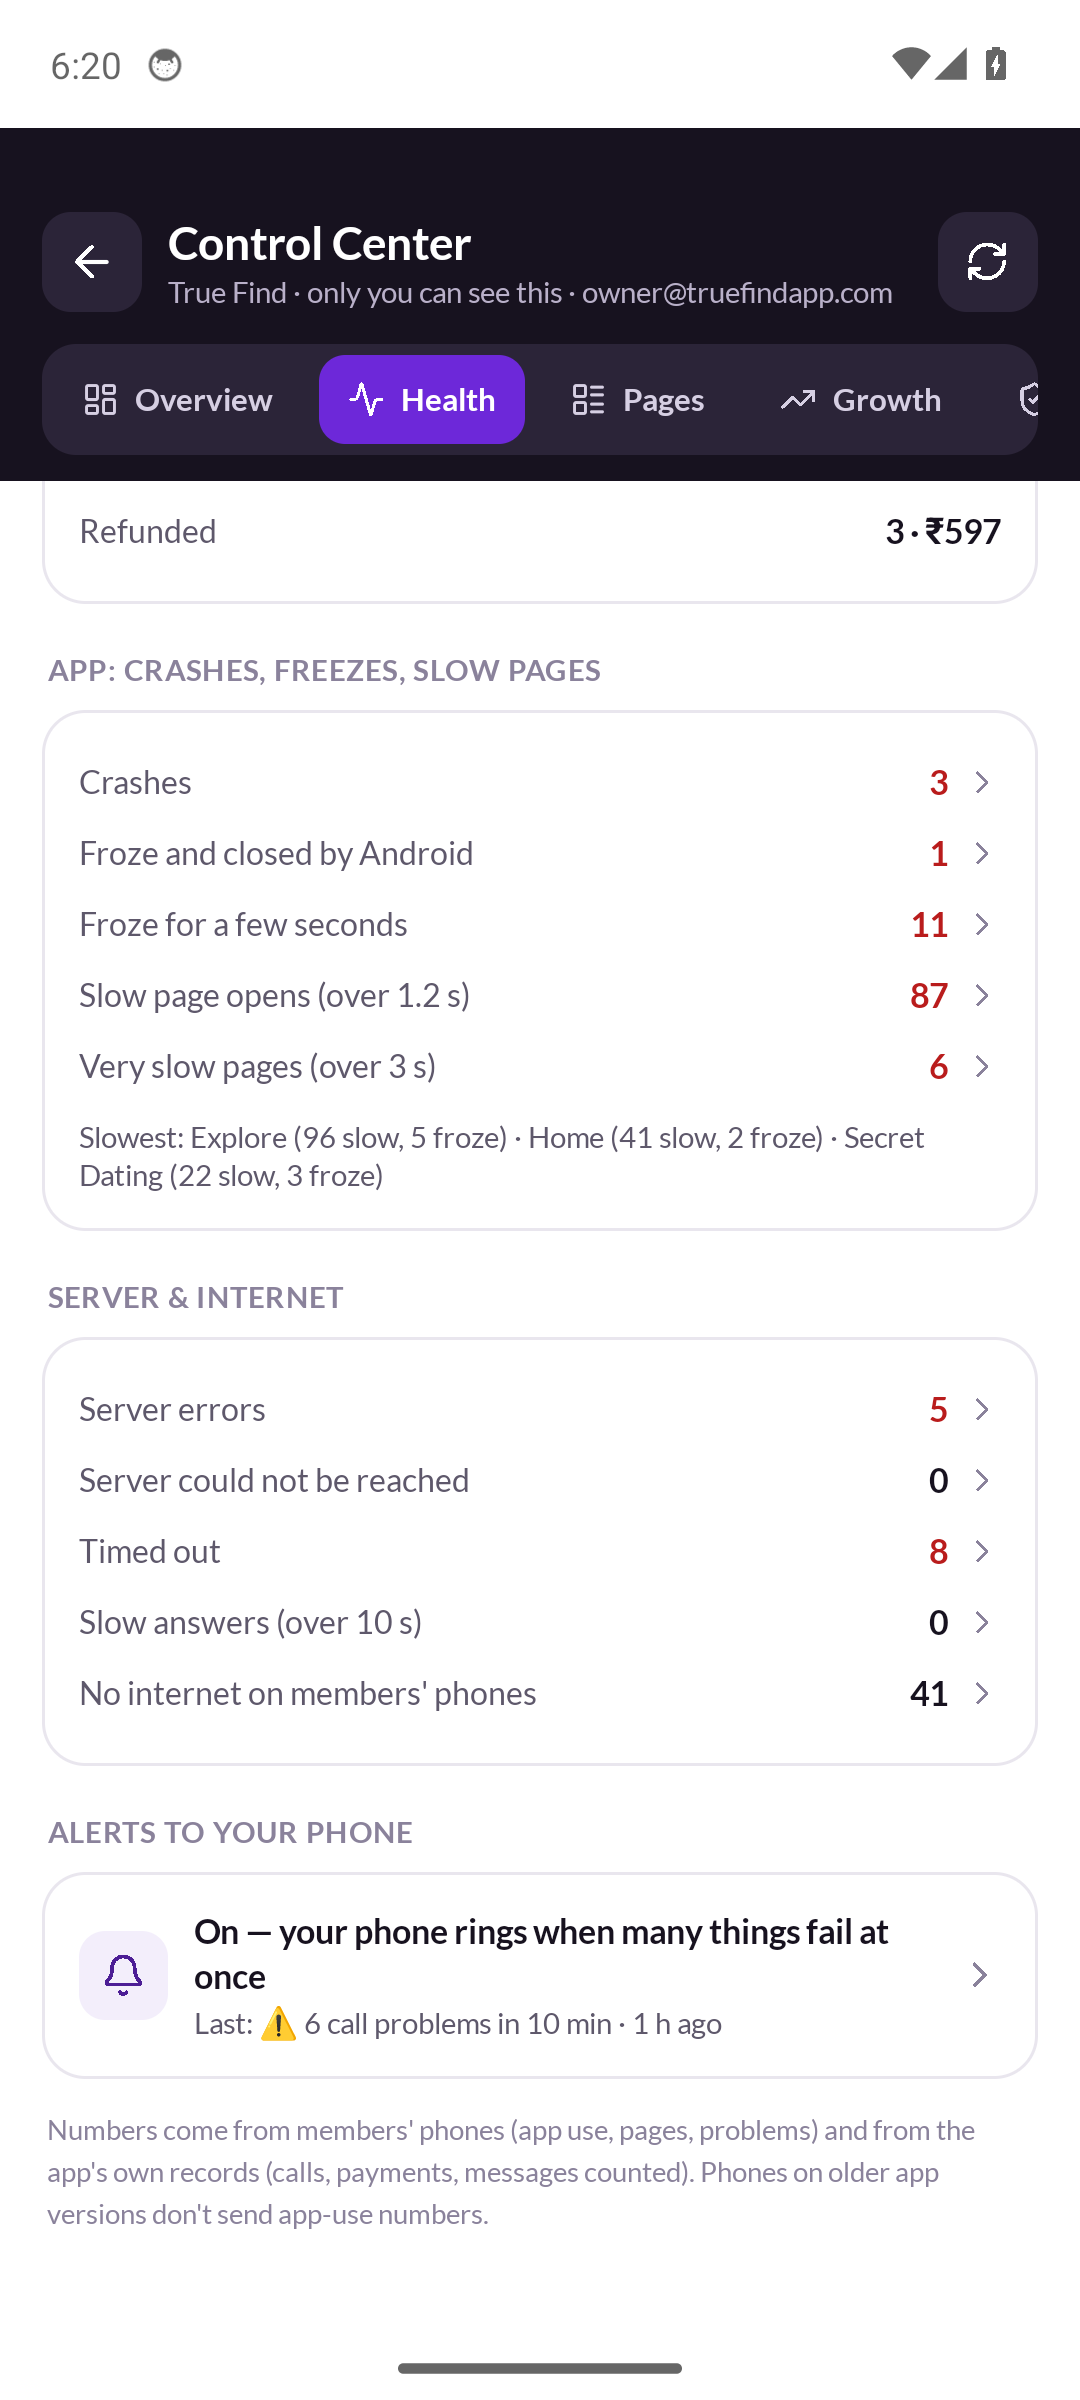 6:20
Control Center
True Find · only you can see this · owner@truefindapp.com
Overview
Health
Pages
Growth
Refunded
3 · ₹597
APP: CRASHES, FREEZES, SLOW PAGES
Crashes
3
Froze and closed by Android
1
Froze for a few seconds
11
Slow page opens (over 1.2 s)
87
Very slow pages (over 3 s)
6
Slowest: Explore (96 slow, 5 froze) · Home (41 slow, 2 froze) · Secret
Dating (22 slow, 3 froze)
SERVER & INTERNET
Server errors
5
Server could not be reached
0
Timed out
8
Slow answers (over 10 s)
0
No internet on members' phones
41
ALERTS TO YOUR PHONE
On — your phone rings when many things fail at
once
Last: ⚠️ 6 call problems in 10 min · 1 h ago
Numbers come from members' phones (app use, pages, problems) and from the
app's own records (calls, payments, messages counted). Phones on older app
versions don't send app-use numbers.